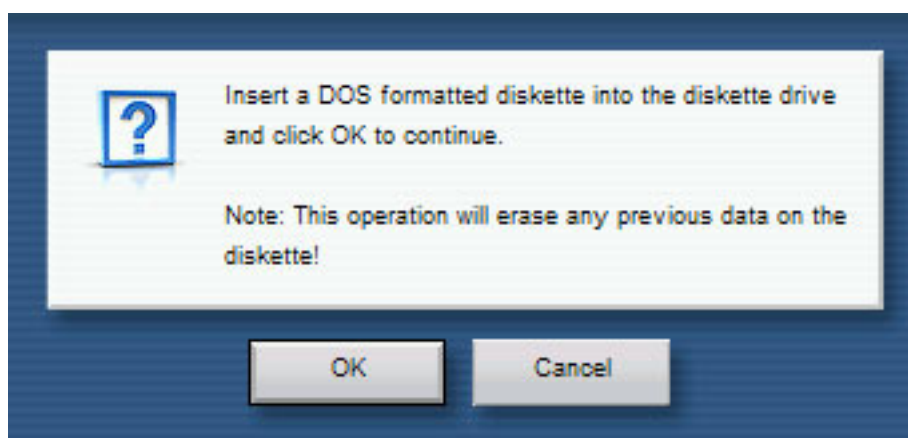 Insert a DOS formatted diskette into the diskette drive
and click OK to continue.
Note: This operation will erase any previous data on the
diskette!
OK
Cancel